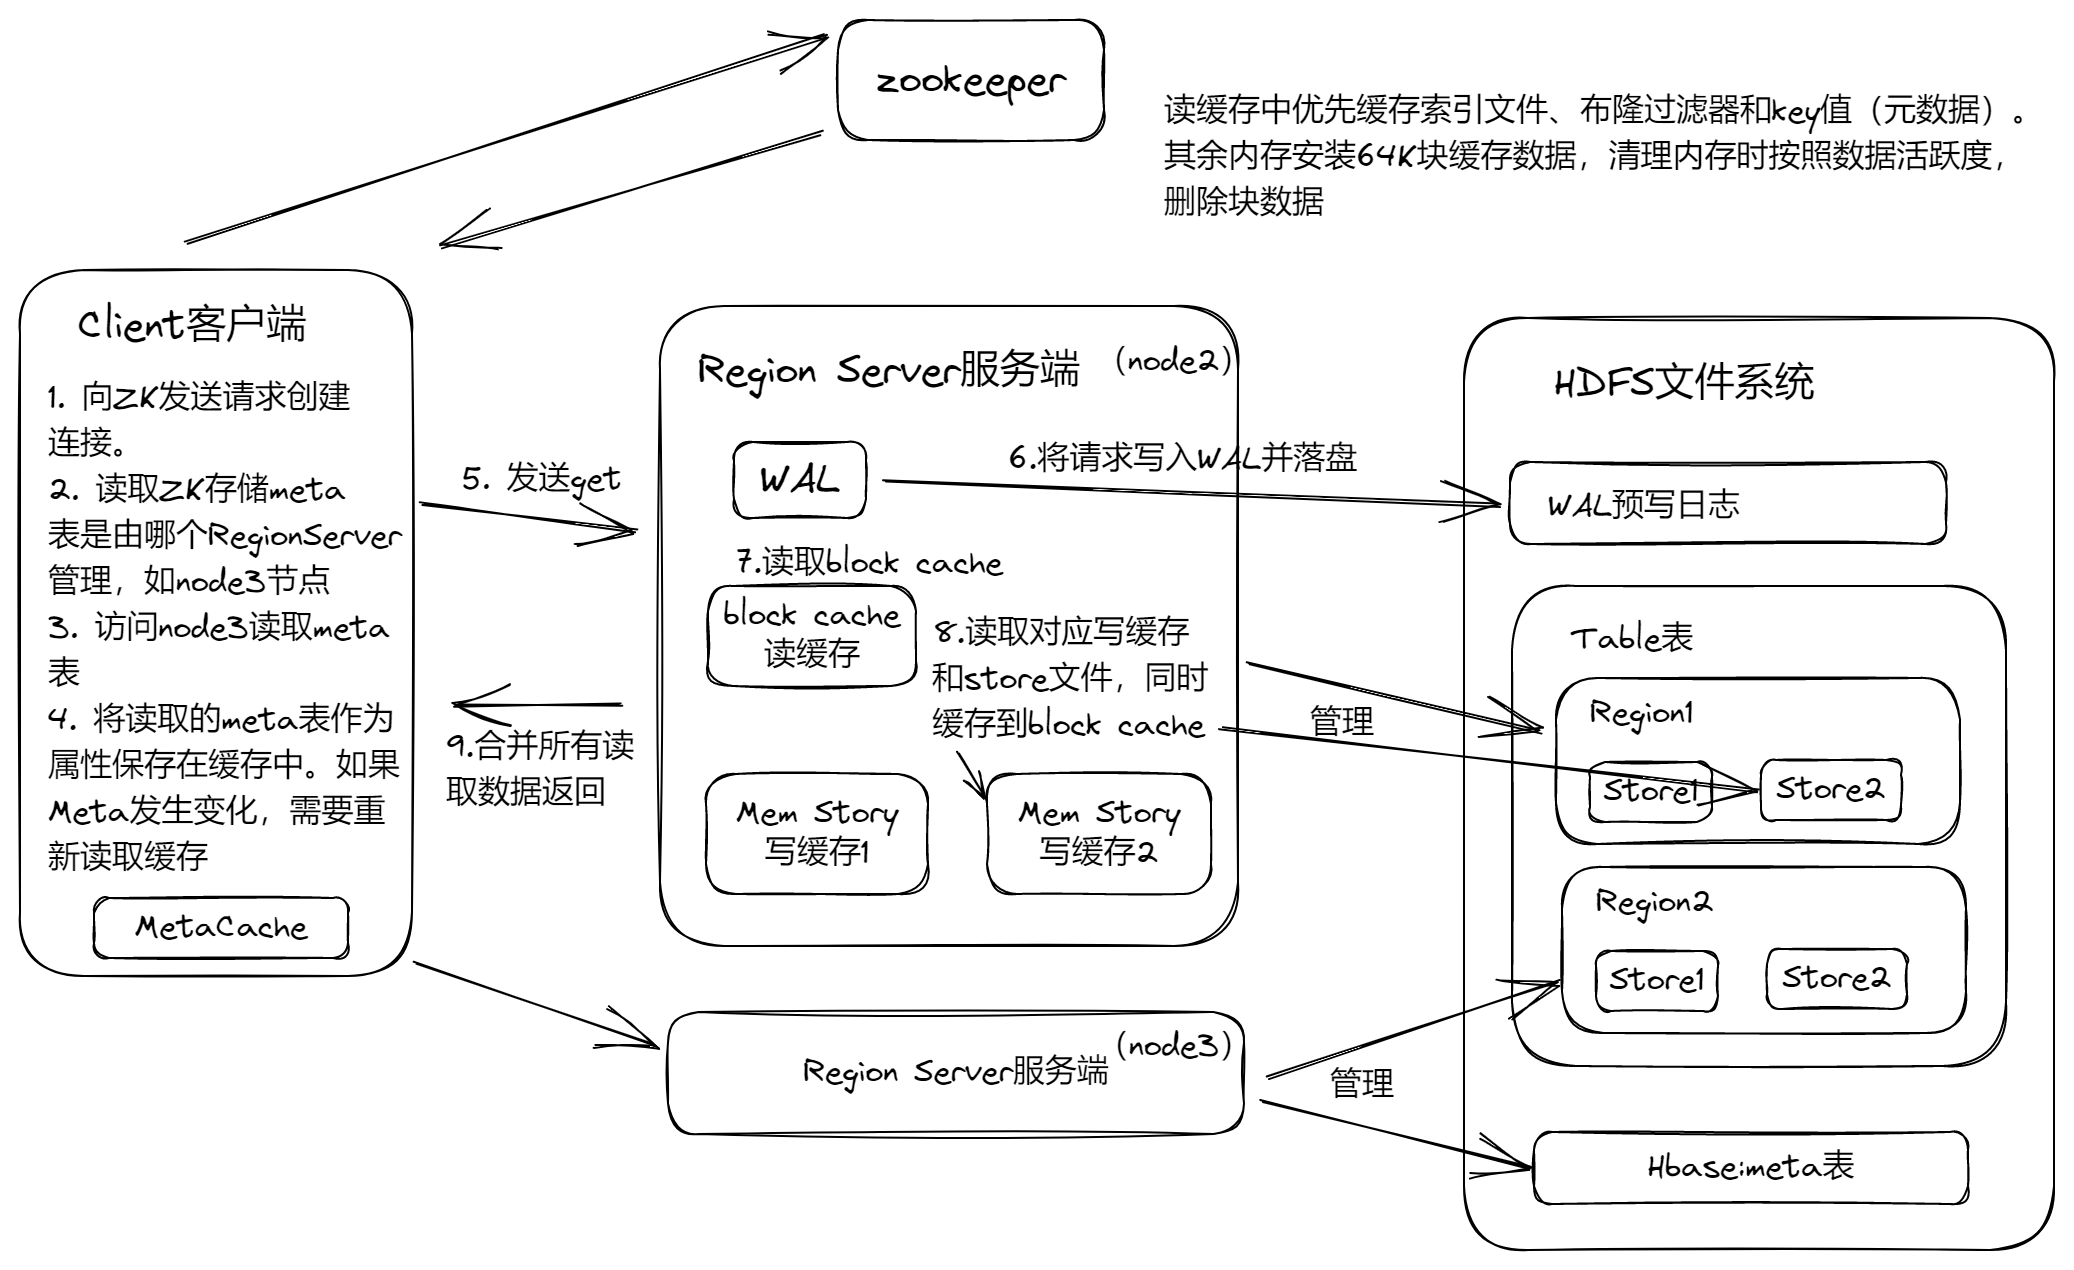 zookeeper
读缓存中优先缓存索引文件、布隆过滤器和key值（元数据）。
其余内存安装64K块缓存数据，清理内存时按照数据活跃度，
删除块数据
Client客户端
1. 向ZK发送请求创建
连接。
2. 读取ZK存储meta
表是由哪个RegionServer
管理，如node3节点
3. 访问node3读取meta
表
4. 将读取的meta表作为
属性保存在缓存中。如果
Meta发生变化，需要重
新读取缓存
MetaCache
5. 发送get
9.合并所有读
取数据返回
Region Server服务端
（node2）
WAL
6.将请求写入WAL并落盘
7.读取block cache
block cache
读缓存
8.读取对应写缓存
和store文件，同时
缓存到block cache
Mem Story
写缓存1
Mem Story
写缓存2
管理
Region Server服务端
（node3）
管理
HDFS文件系统
WAL预写日志
Table表
Region1
Store1
Store2
Region2
Store1
Store2
Hbase:meta表